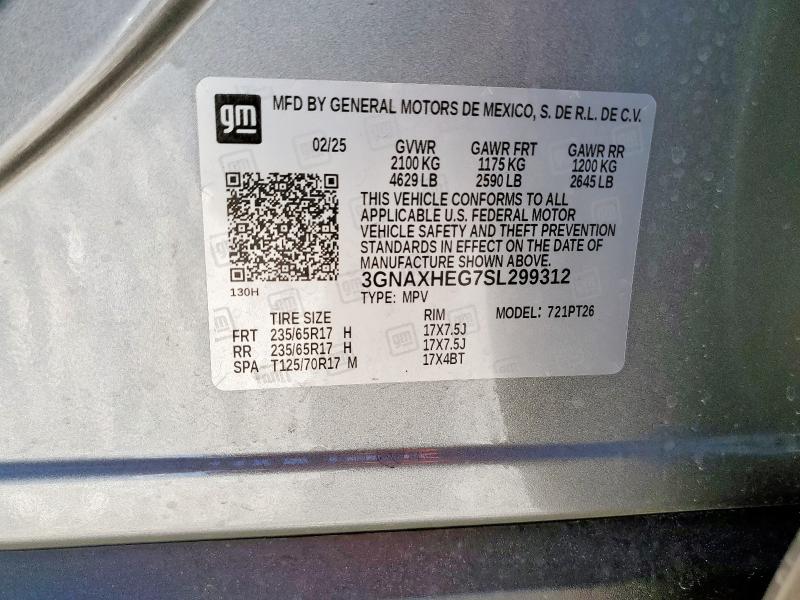 gm
MFD BY GENERAL MOTORS DE MEXICO, S. DE R.L. DE C.V.
02/25 GVWR GAWR FRT GAWR RR
2100 KG 1175 KG 1200 KG
4629 LB 2590 LB 2645 LB
THIS VEHICLE CONFORMS TO ALL
APPLICABLE U.S. FEDERAL MOTOR
VEHICLE SAFETY AND THEFT PREVENTION
STANDARDS IN EFFECT ON THE DATE OF
MANUFACTURE SHOWN ABOVE.
3GNAXHEG7SL299312
130H TYPE: MPV
TIRE SIZE RIM MODEL: 721PT26
FRT 235/65R17 H 17X7.5J
RR 235/65R17 H 17X7.5J
SPA T125/70R17 M 17X4BT